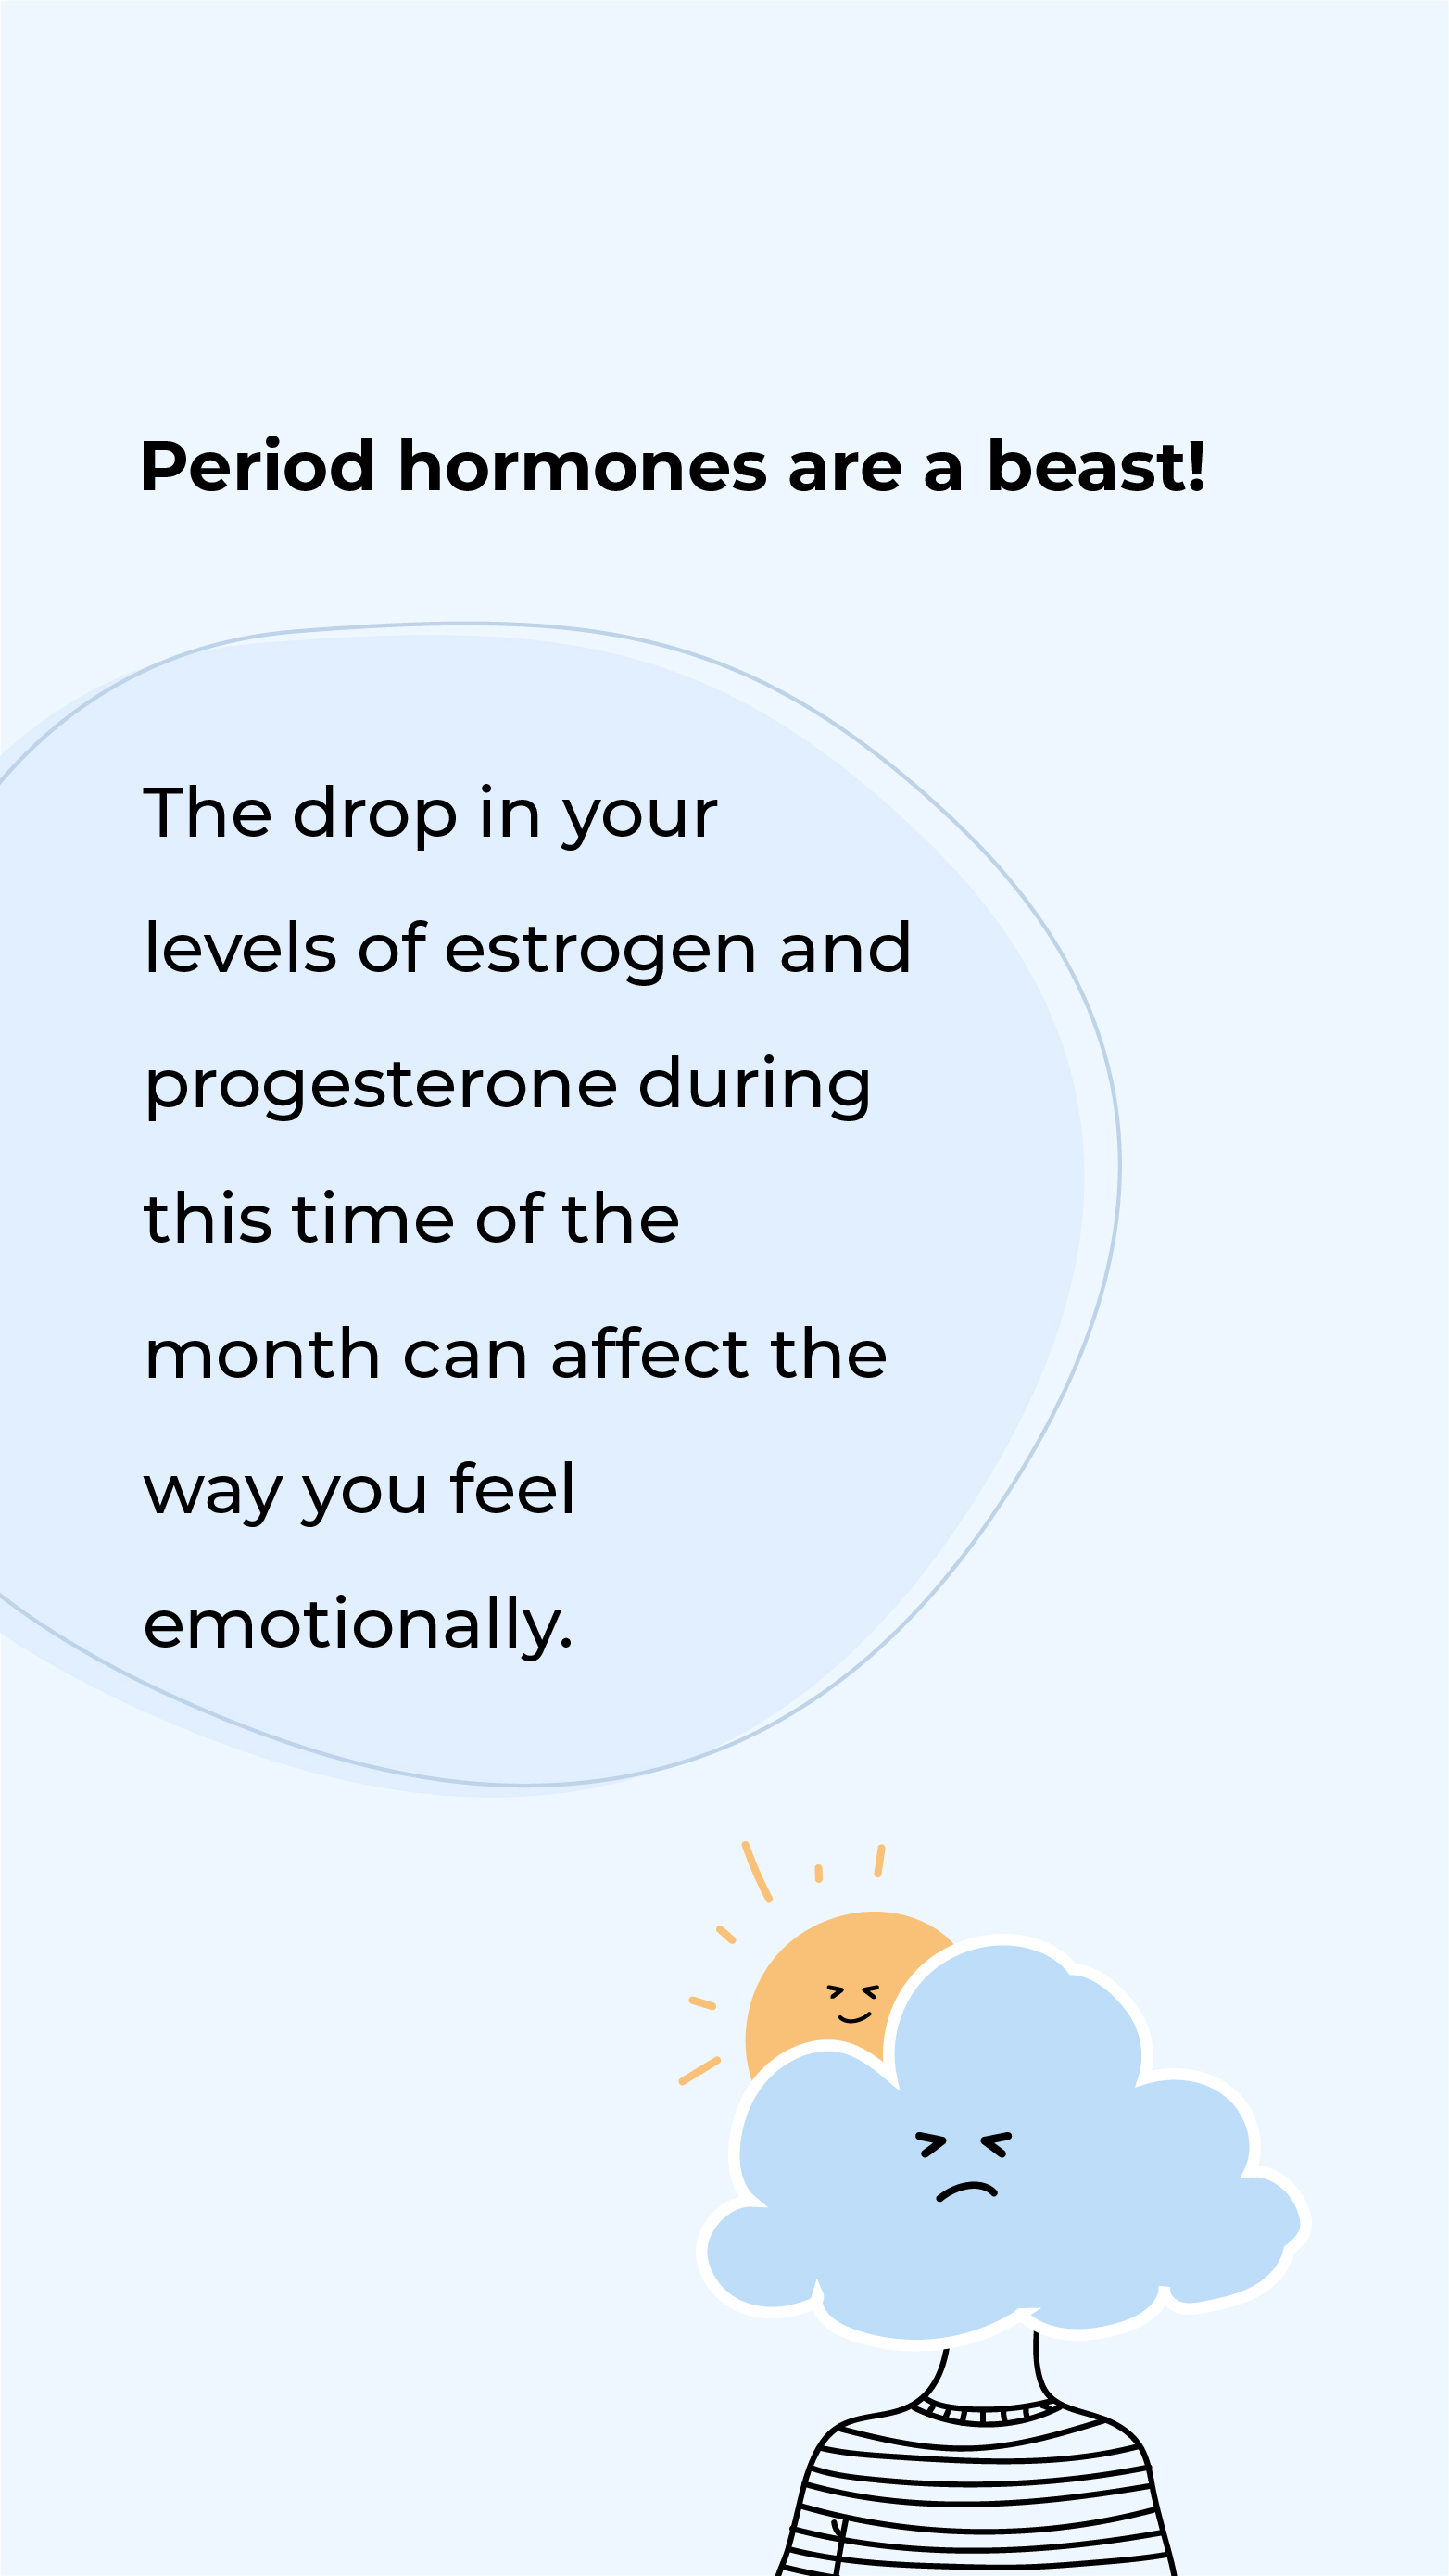 Period hormones are a beast!
The drop in your
levels of estrogen and
progesterone during
this time of the
month can affect the
way you feel
emotionally.